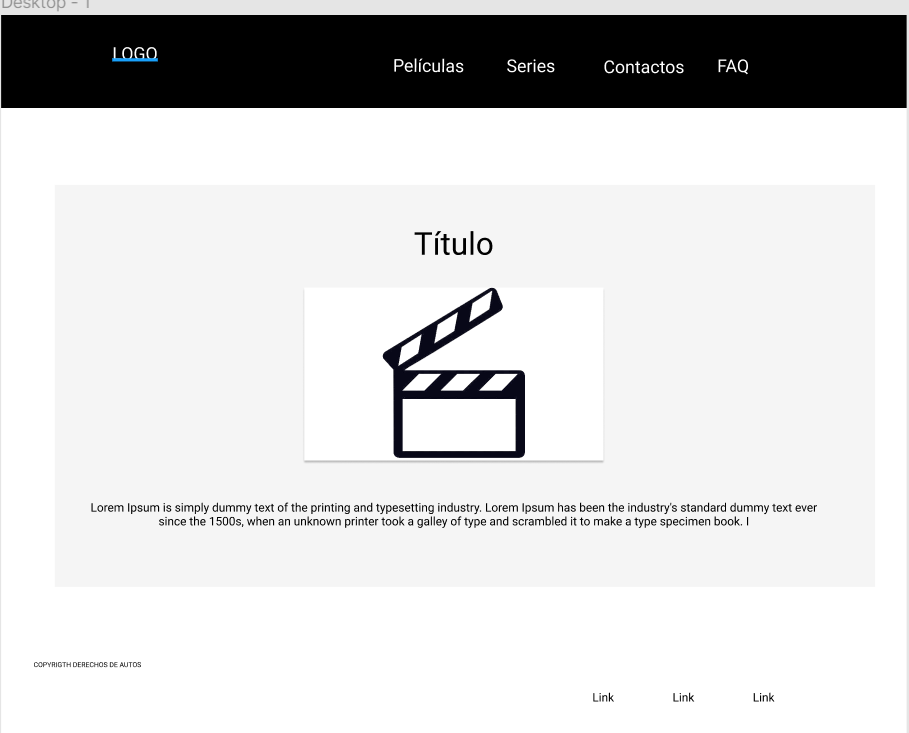 Desktop - 1
LOGO
Películas
Series
Contactos
FAQ
Título
Lorem Ipsum is simply dummy text of the printing and typesetting industry. Lorem Ipsum has been the industry's standard dummy text ever
since the 1500s, when an unknown printer took a galley of type and scrambled it to make a type specimen book. I
COPYRIGTH DERECHOS DE AUTOS
Link
Link
Link